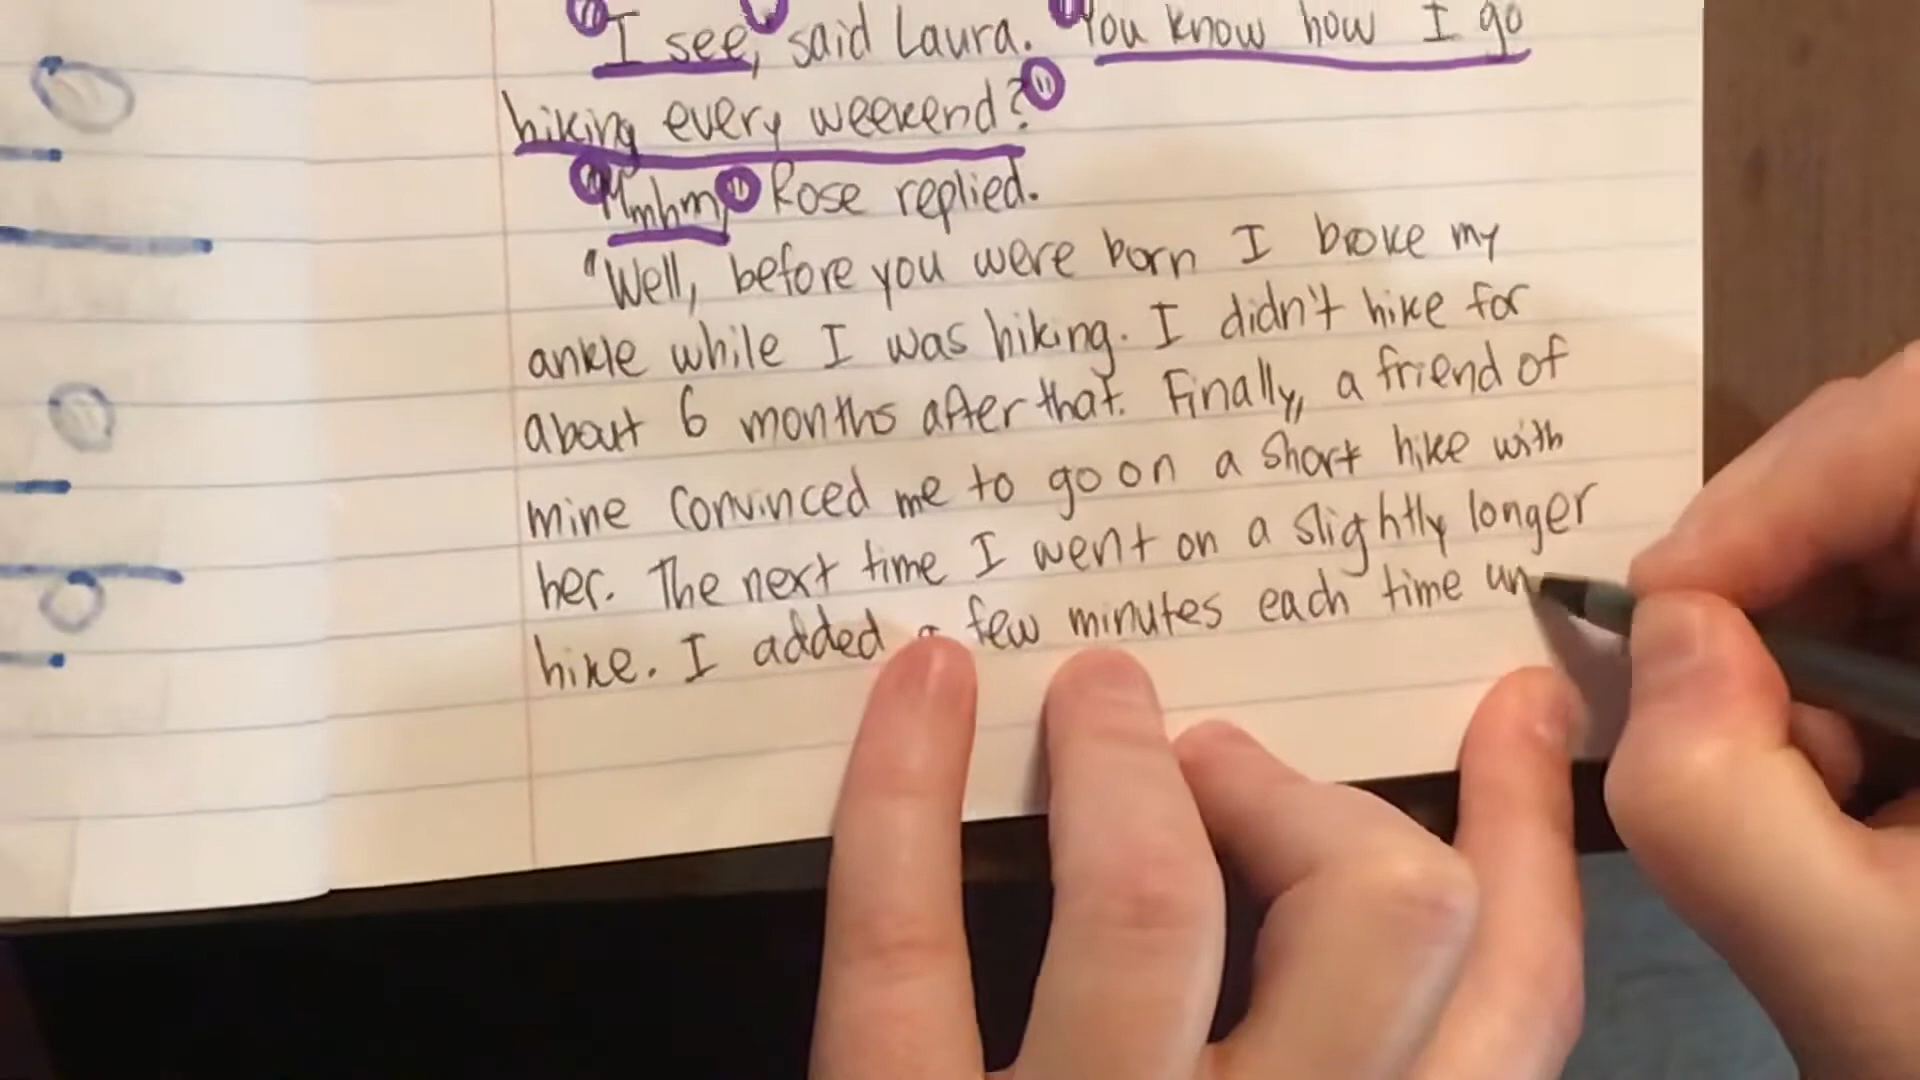 "I see," said Laura. "You know how I go
hiking every weekend?"
"Mmhm," Rose replied.
"Well, before you were born I broke my
ankle while I was hiking. I didn't hike for
about 6 months after that. Finally, a friend of
mine convinced me to go on a short hike with
her. The next time I went on a slightly longer
hike. I added a few minutes each time un